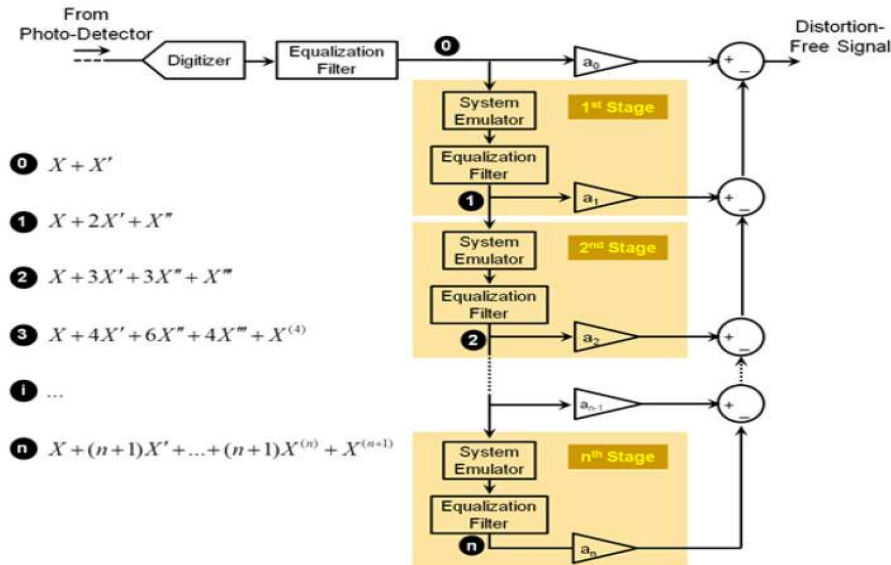 From
Photo-Detector
Digitizer
Equalization
Filter
0
a0
+
−
Distortion-
Free Signal
System
Emulator
1st Stage
Equalization
Filter
1
a1
+
−
System
Emulator
2nd Stage
Equalization
Filter
2
a2
+
−
an-1
+
−
System
Emulator
nth Stage
Equalization
Filter
n
an
0 X + X′
1 X + 2X′ + X″
2 X + 3X′ + 3X″ + X‴
3 X + 4X′ + 6X″ + 4X‴ + X(4)
i ...
n X + (n+1)X′ + ... + (n+1)X(n) + X(n+1)